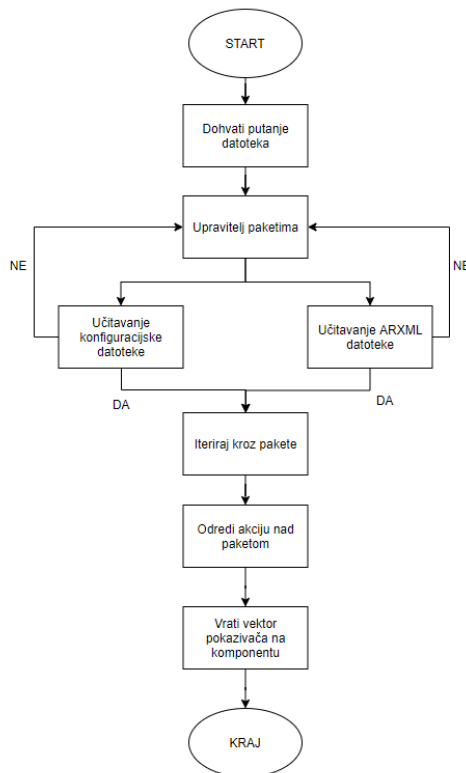 START
Dohvati putanje
datoteka
Upravitelj paketima
NE
NE
Učitavanje
konfiguracijske
datoteke
Učitavanje ARXML
datoteke
DA
DA
Iteriraj kroz pakete
Odredi akciju nad
paketom
Vrati vektor
pokazivača na
komponentu
KRAJ